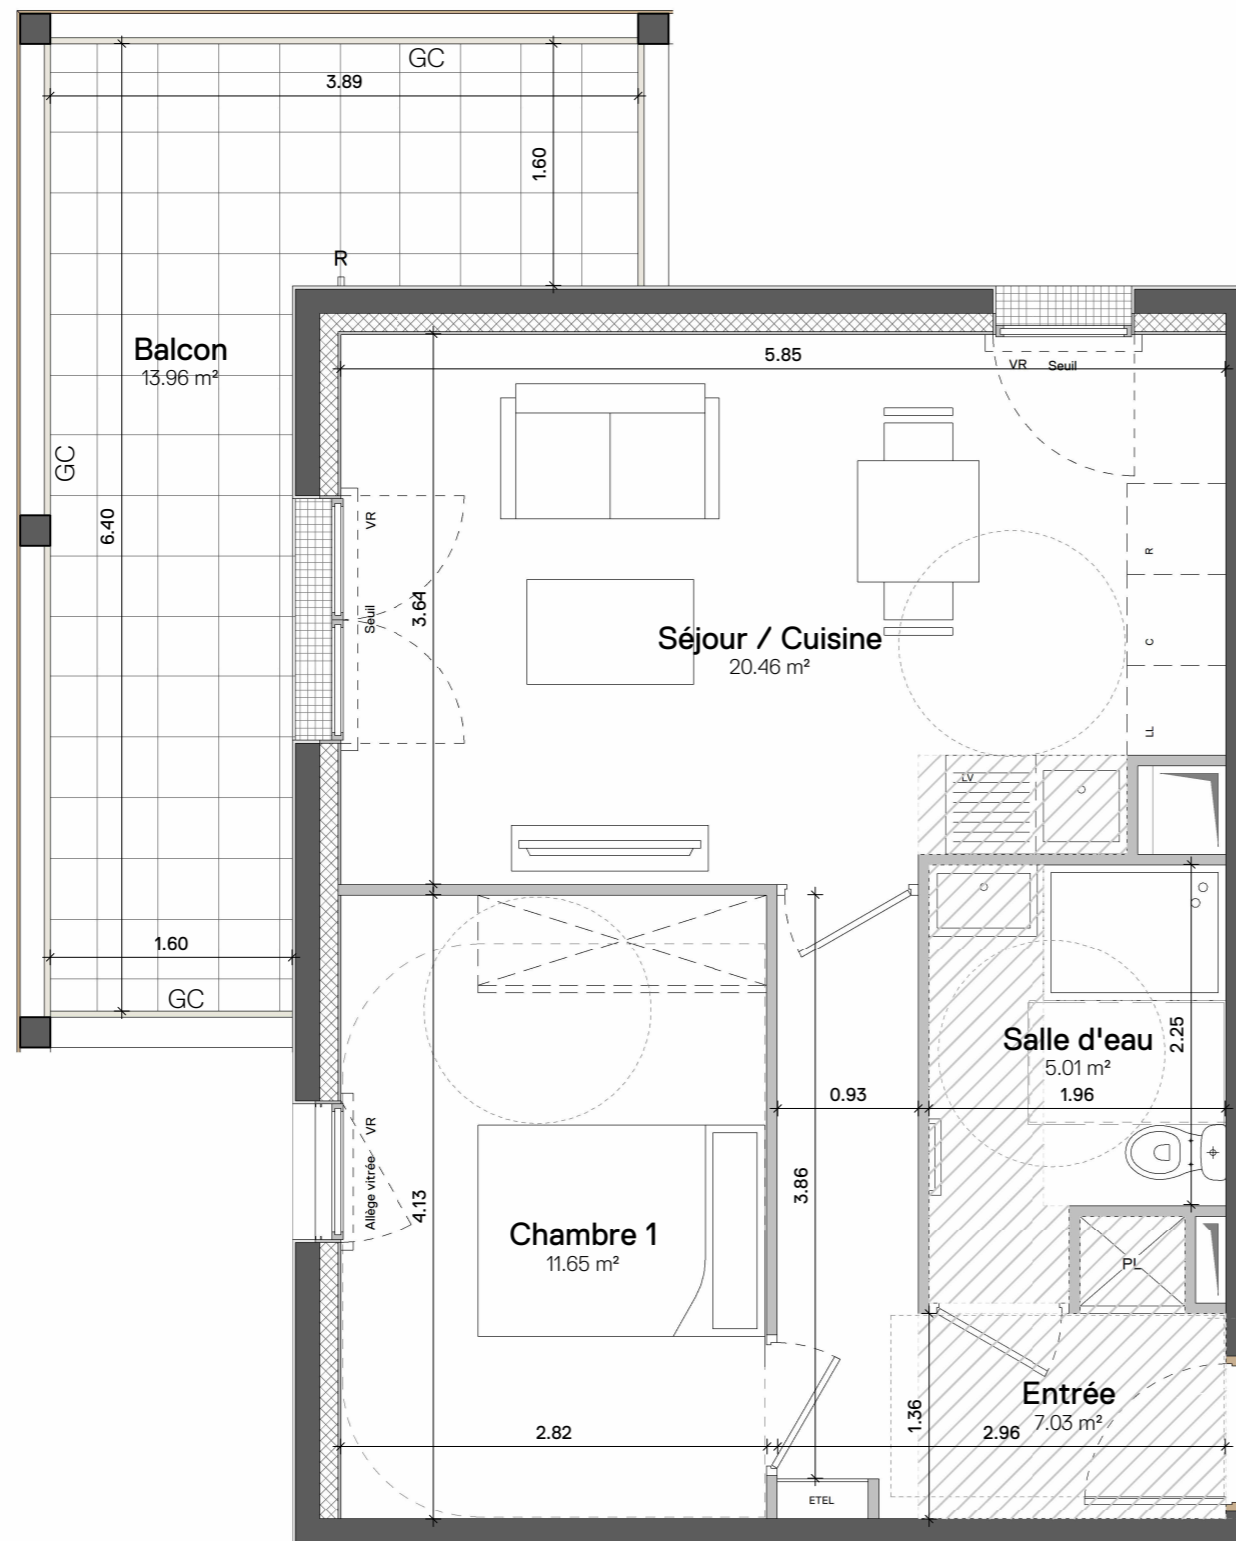 GC
3.89
1.60
R
Balcon
13.96 m²
5.85
VR Seuil
GC
6.40
VR
Seuil
3.64
R
Séjour / Cuisine
20.46 m²
C
LL
LV
1.60
GC
Salle d'eau
5.01 m²
2.25
0.93
1.96
VR
Allège vitrée
4.13
3.86
Chambre 1
11.65 m²
PL
Entrée
7.03 m²
1.36
2.82
2.96
ETEL